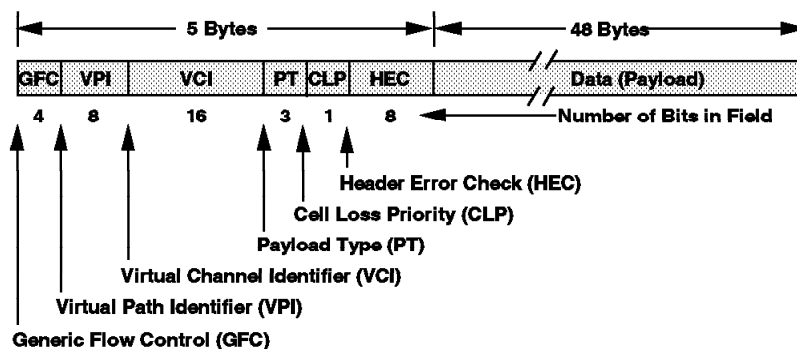 5 Bytes 48 Bytes
GFC VPI VCI PT CLP HEC Data (Payload)
4 8 16 3 1 8 Number of Bits in Field
Header Error Check (HEC)
Cell Loss Priority (CLP)
Payload Type (PT)
Virtual Channel Identifier (VCI)
Virtual Path Identifier (VPI)
Generic Flow Control (GFC)